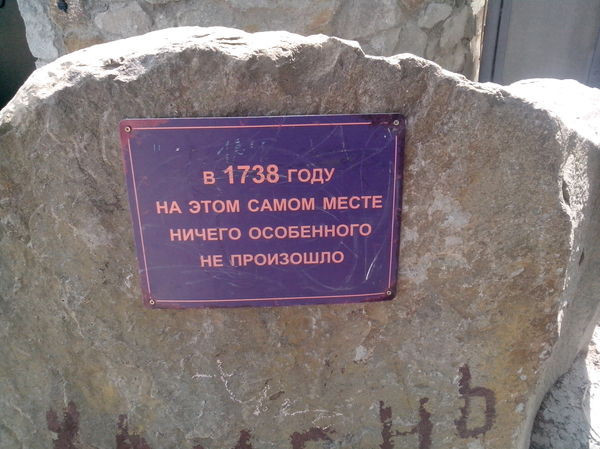 В 1738 ГОДУ
НА ЭТОМ САМОМ МЕСТЕ
НИЧЕГО ОСОБЕННОГО
НЕ ПРОИЗОШЛО